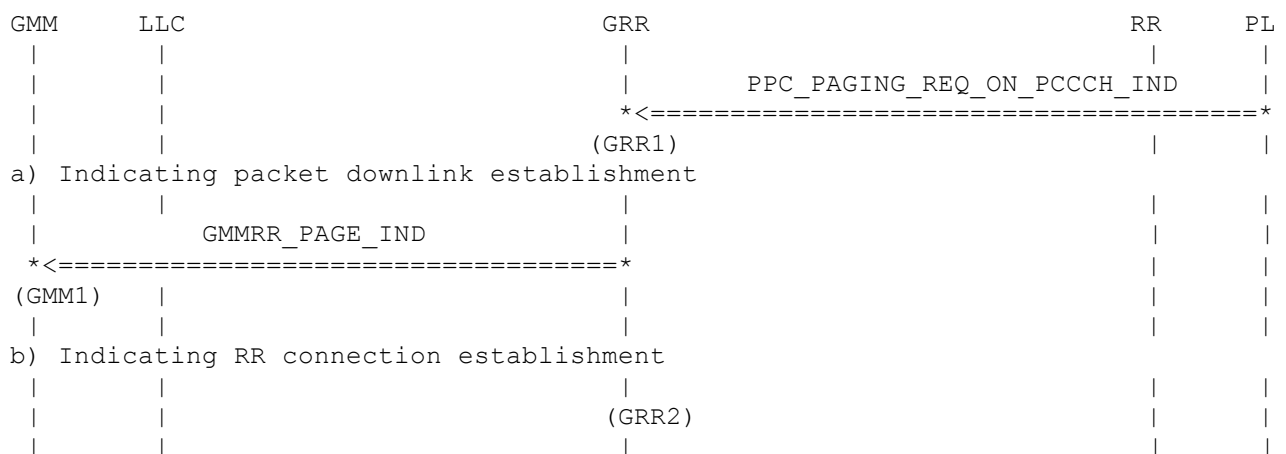 GMM LLC GRR RR PL
| | | | |
| | | PPC_PAGING_REQ_ON_PCCCH_IND |
| | *<======================================*
| | (GRR1) | |
a) Indicating packet downlink establishment
| | | | |
| GMMRR_PAGE_IND | | |
*<===================================* | |
(GMM1) | | | |
| | | | |
b) Indicating RR connection establishment
| | | | |
| | (GRR2) | |
| | | | |